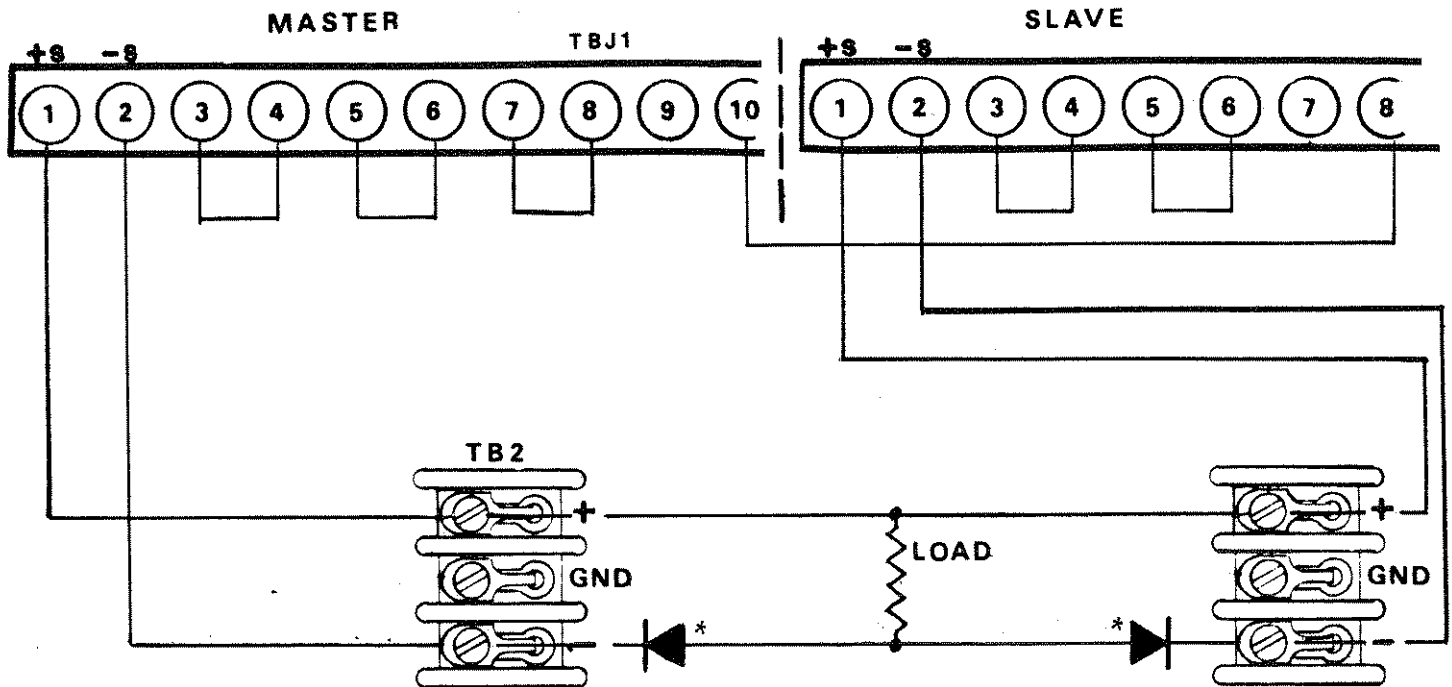 MASTER
SLAVE
+S -S TBJ1
+S -S
1 2 3 4 5 6 7 8 9 10
1 2 3 4 5 6 7 8
TB2
+
+
LOAD
GND
GND
-
*
*
-